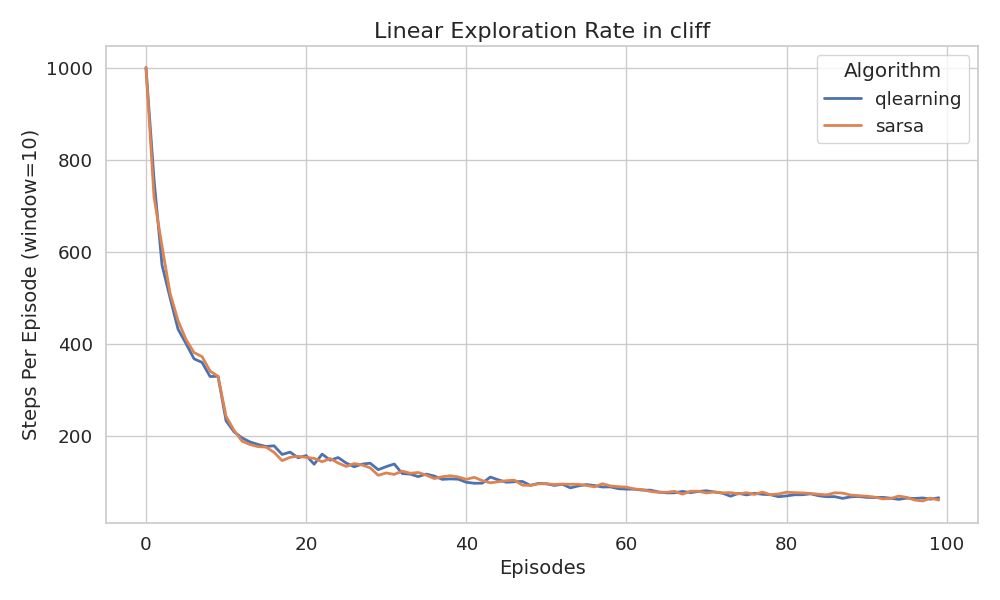 Linear Exploration Rate in cliff
Algorithm
qlearning
sarsa
Steps Per Episode (window=10)
1000
800
600
400
200
0
20
40
60
80
100
Episodes